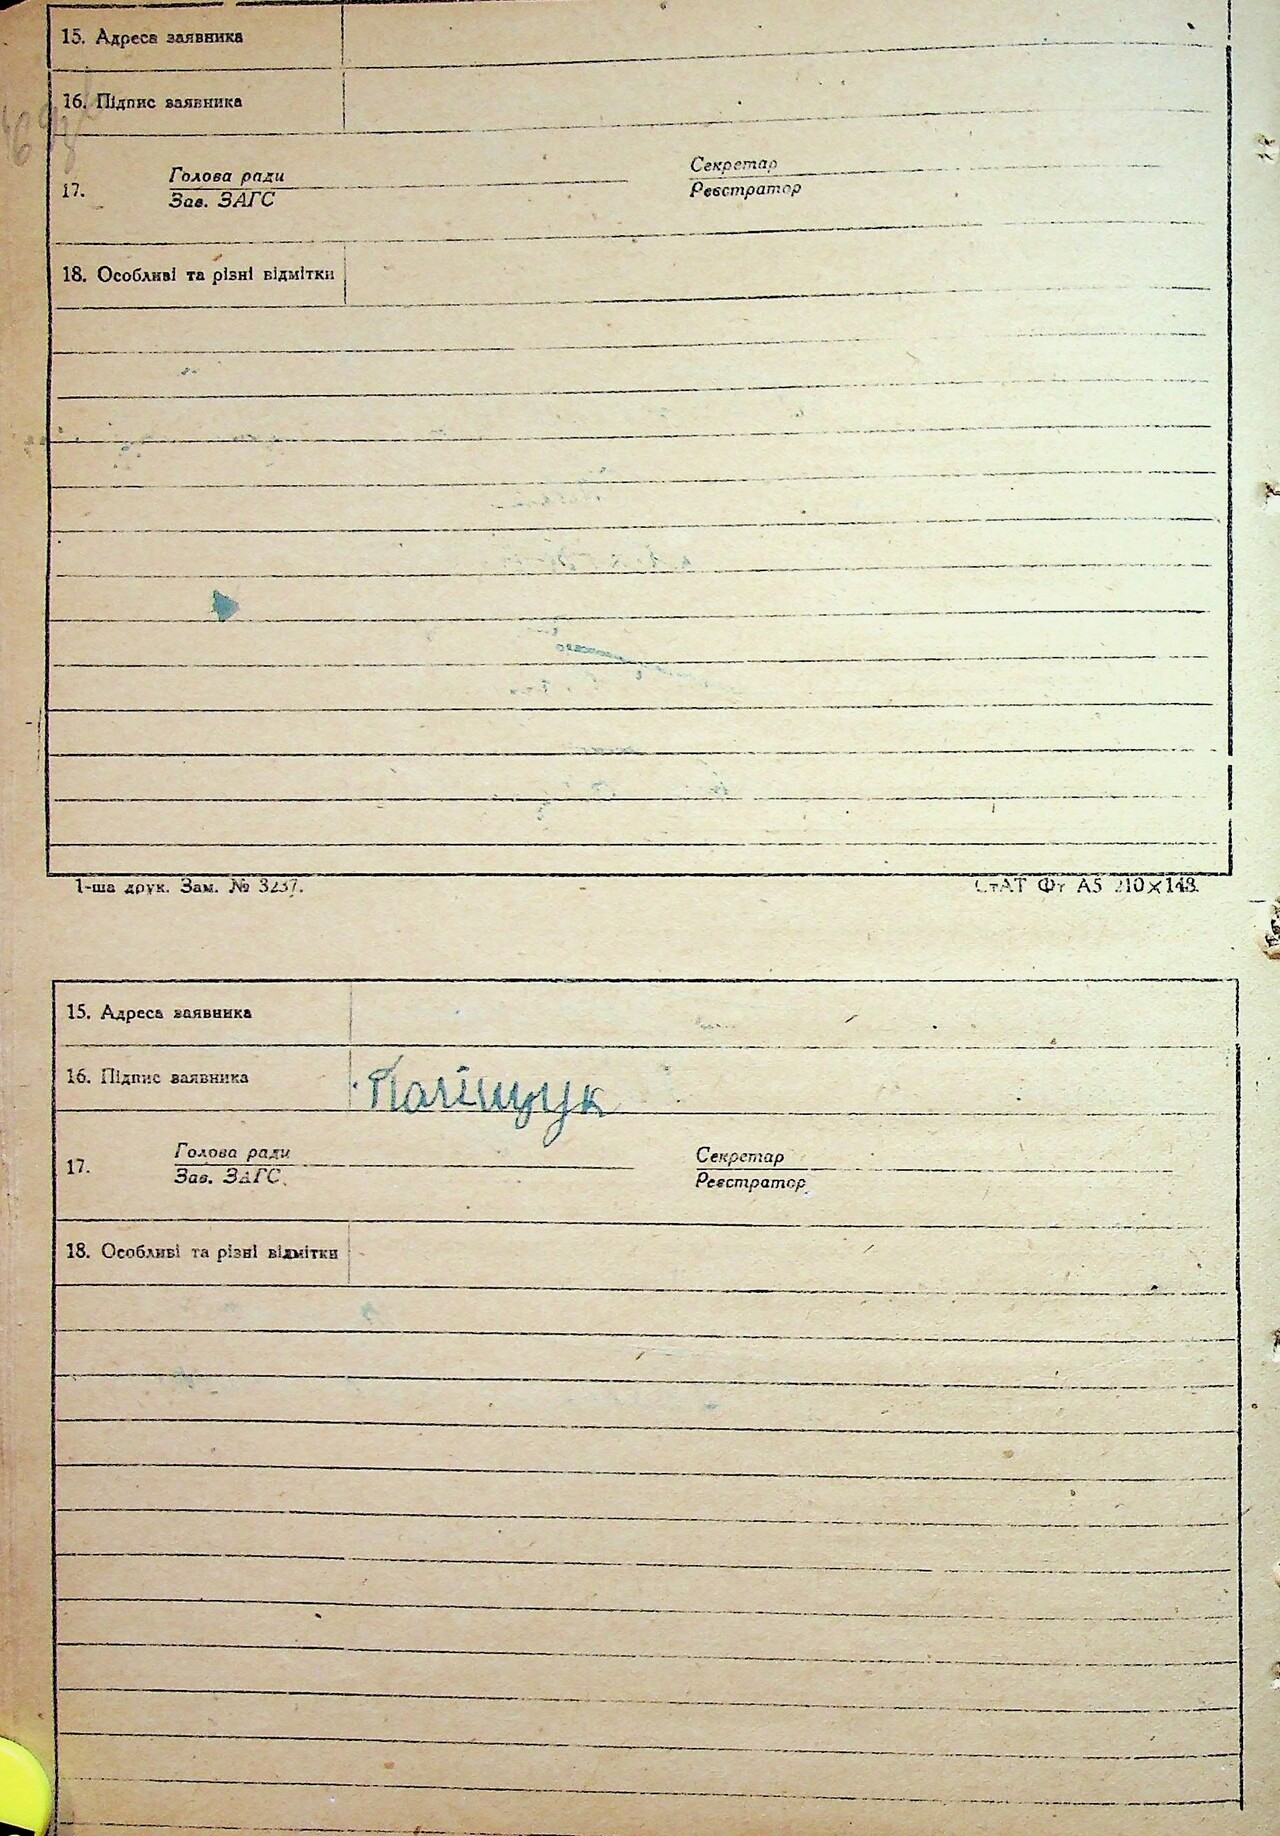 15. Адреса заявника
16. Підпис заявника
17. Голова ради Секретар
Зав. ЗАГС Реєстратор
18. Особливі та різні відмітки
1-ша друк. Зам. № 3237. СтАТ Фт А5 210×148.
15. Адреса заявника
16. Підпис заявника Поліщук
17. Голова ради Секретар
Зав. ЗАГС. Реєстратор
18. Особливі та різні відмітки